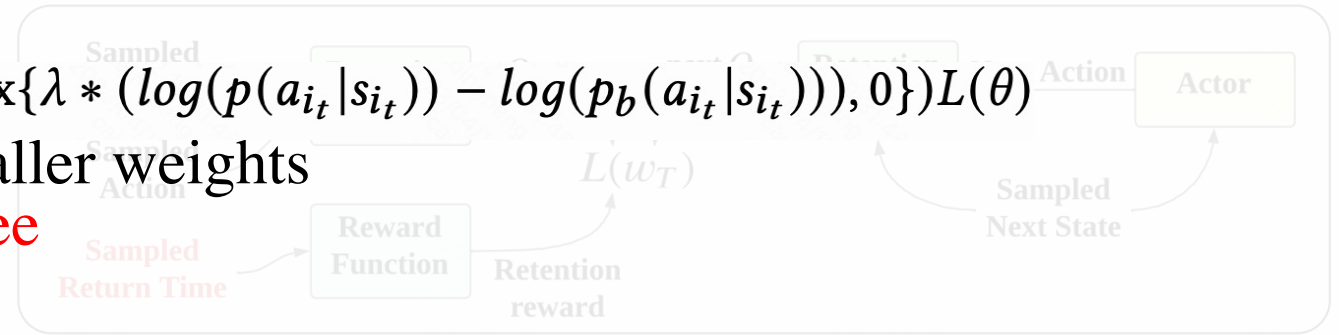 x{λ ∗ (log(p(a_{i_t}|s_{i_t})) − log(p_b(a_{i_t}|s_{i_t}))), 0})L(θ)
aller weights
ee
Sampled
Action
Actor
Sampled
Action
L(w_T)
Sampled
Next State
Reward
Function
Sampled
Return Time
Retention
reward